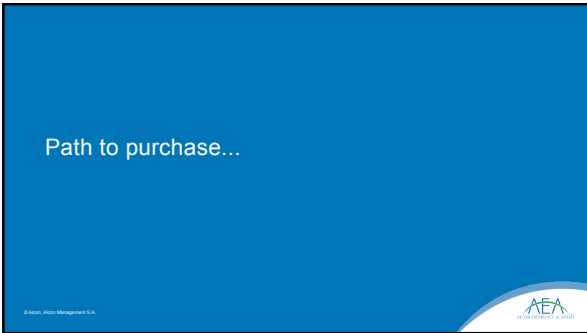 Path to purchase...
© Alcon, Alcon Management S.A.
AEA
ALCON EXPERIENCE ACADEMY